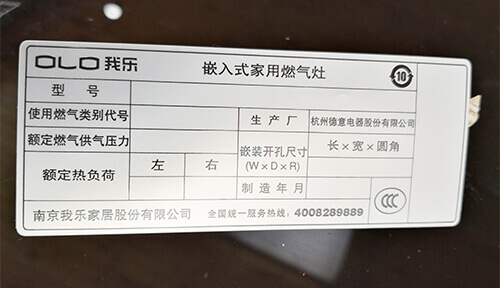 OLO 我乐 嵌入式家用燃气灶 10
型 号
使用燃气类别代号 生 产 厂 杭州德意电器股份有限公司
额定燃气供气压力 嵌装开孔尺寸 (W×D×R) 长×宽×圆角
额定热负荷 左 右
制造年月
CCC
南京我乐家居股份有限公司 全国统一服务热线：4008289889